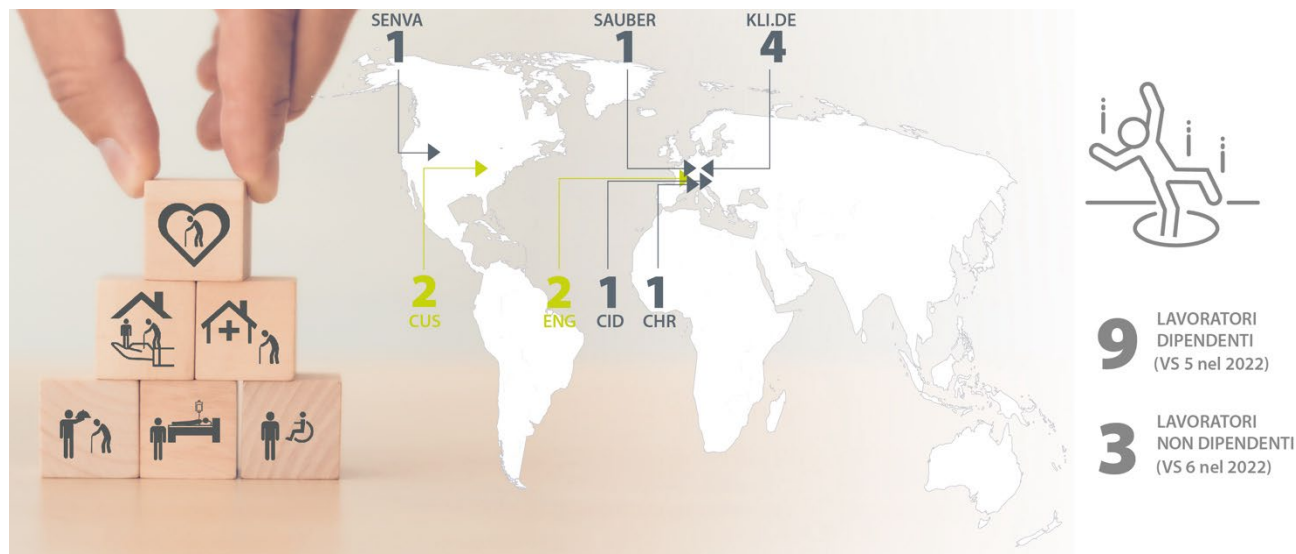 SENVA
1
SAUBER
1
KLI.DE
4
2
CUS
2
ENG
1
CID
1
CHR
9
LAVORATORI
DIPENDENTI
(VS 5 nel 2022)
3
LAVORATORI
NON DIPENDENTI
(VS 6 nel 2022)